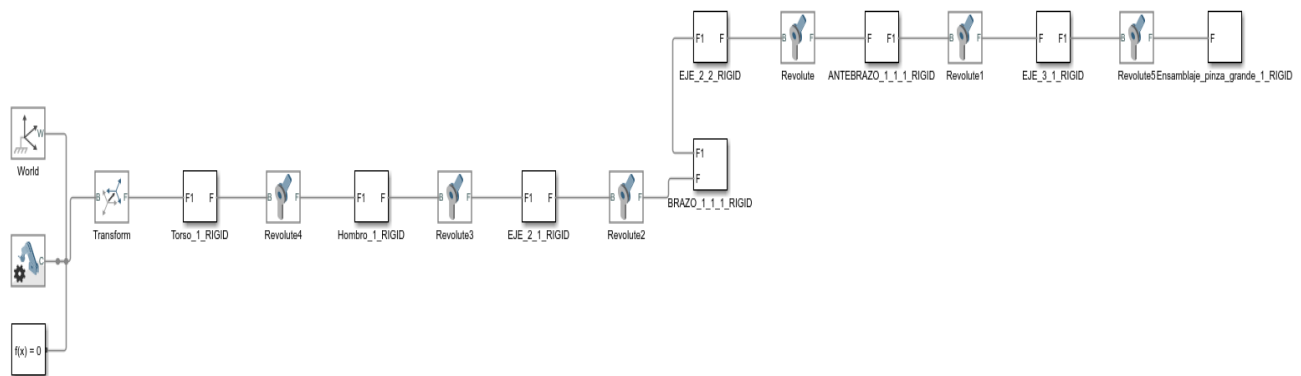 F1 F B F F F1 B F F F1 B F F
EJE_2_2_RIGID Revolute ANTEBRAZO_1_1_1_RIGID Revolute1 EJE_3_1_RIGID Revolute5 Ensamblaje_pinza_grande_1_RIGID
W
World
F1
F
BRAZO_1_1_1_RIGID
B F F1 F B F F1 F B F F1 F B F
Transform Torso_1_RIGID Revolute4 Hombro_1_RIGID Revolute3 EJE_2_1_RIGID Revolute2
C
f(x) = 0